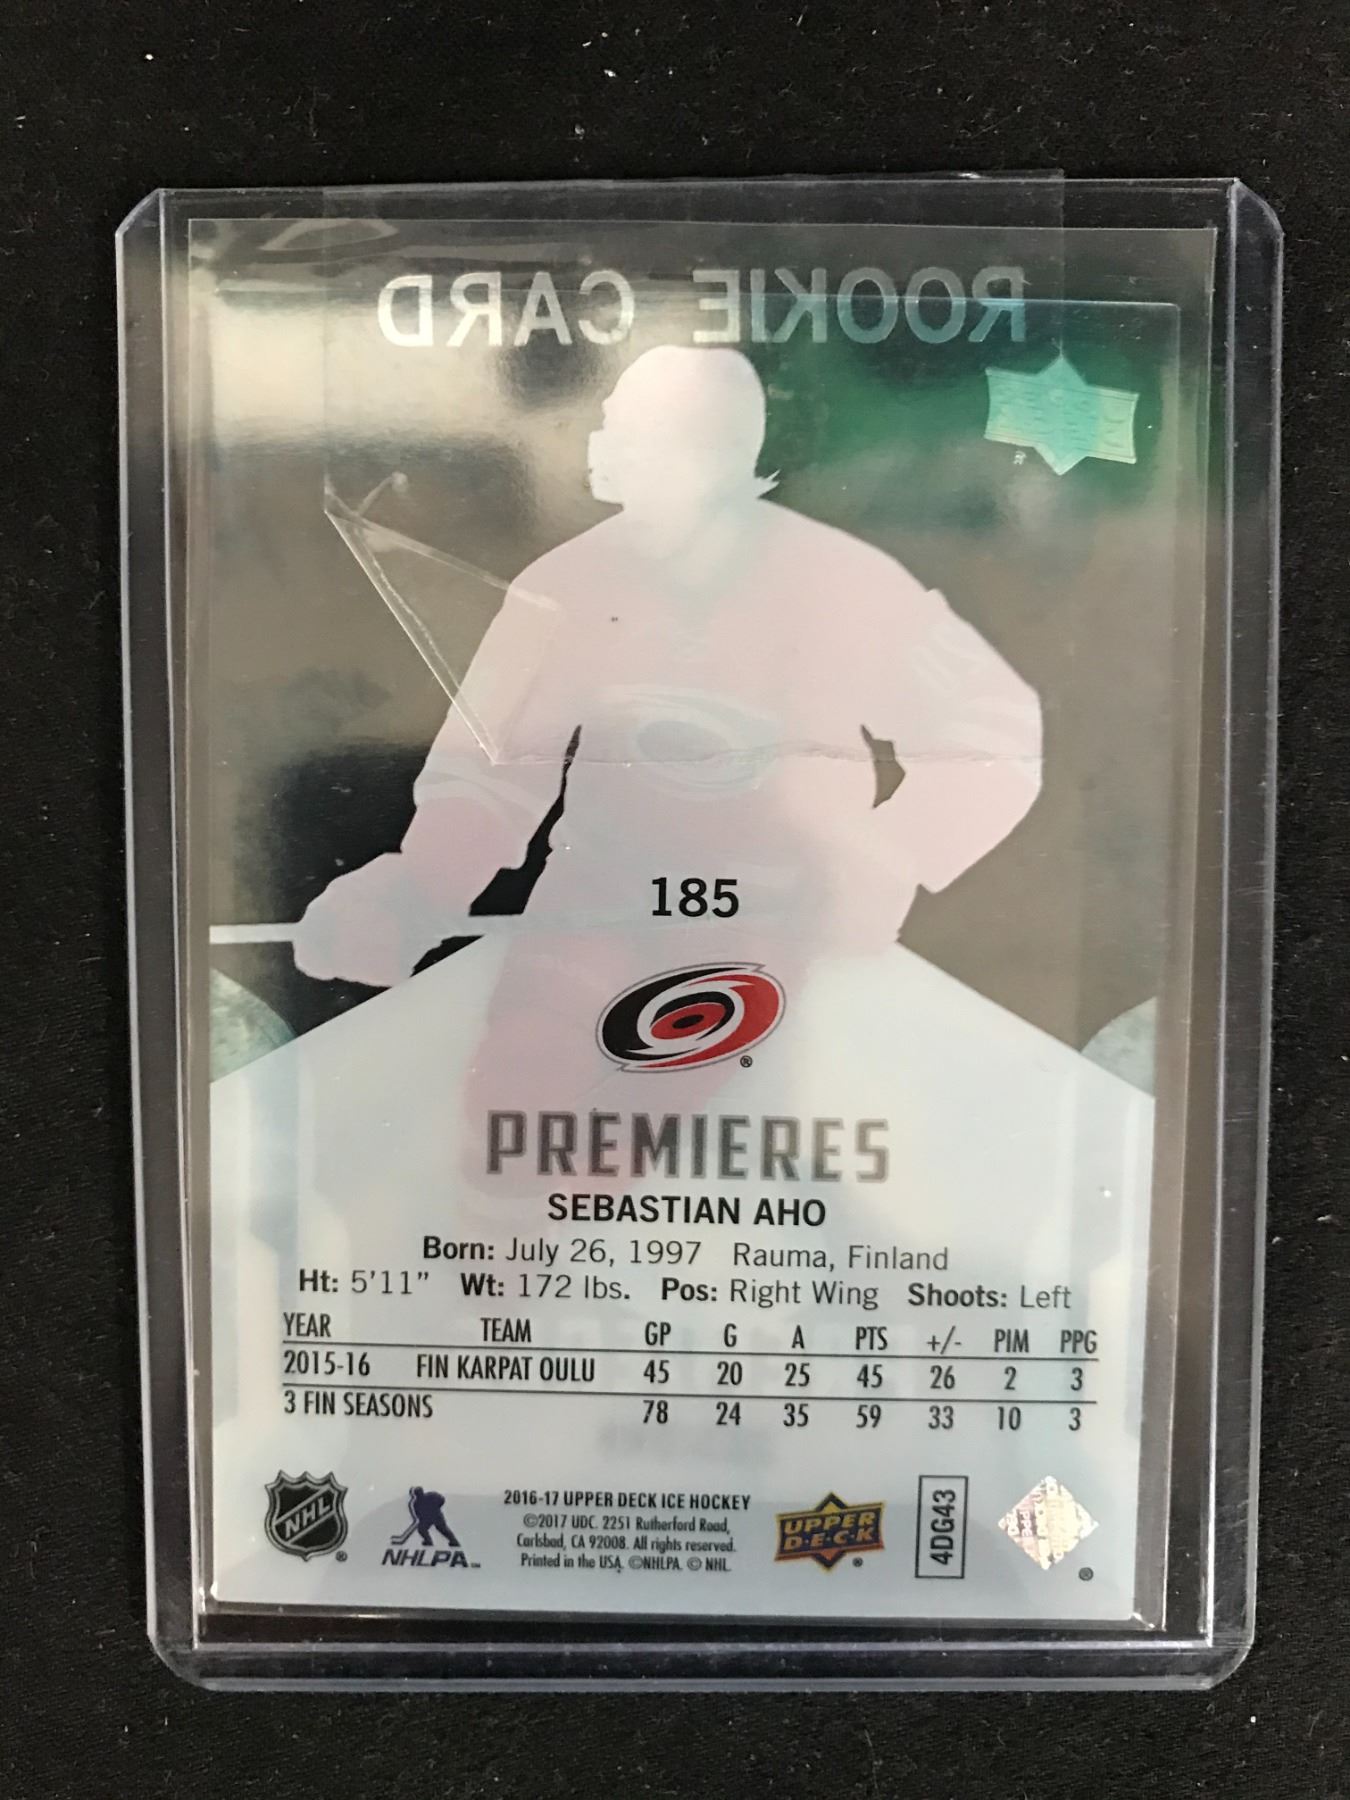 ROOKIE CARD
20
185
®
PREMIERES
SEBASTIAN AHO
Born: July 26, 1997 Rauma, Finland
Ht: 5'11" Wt: 172 lbs. Pos: Right Wing Shoots: Left
YEAR TEAM GP G A PTS +/- PIM PPG
2015-16 FIN KARPAT OULU 45 20 25 45 26 2 3
3 FIN SEASONS 78 24 35 59 33 10 3
NHL ®
NHLPA™
2016-17 UPPER DECK ICE HOCKEY
©2017 UDC. 2251 Rutherford Road,
Carlsbad, CA 92008. All rights reserved.
Printed in the USA. ©NHLPA. © NHL.
UPPER
D·E·C·K ®
4DG43
®